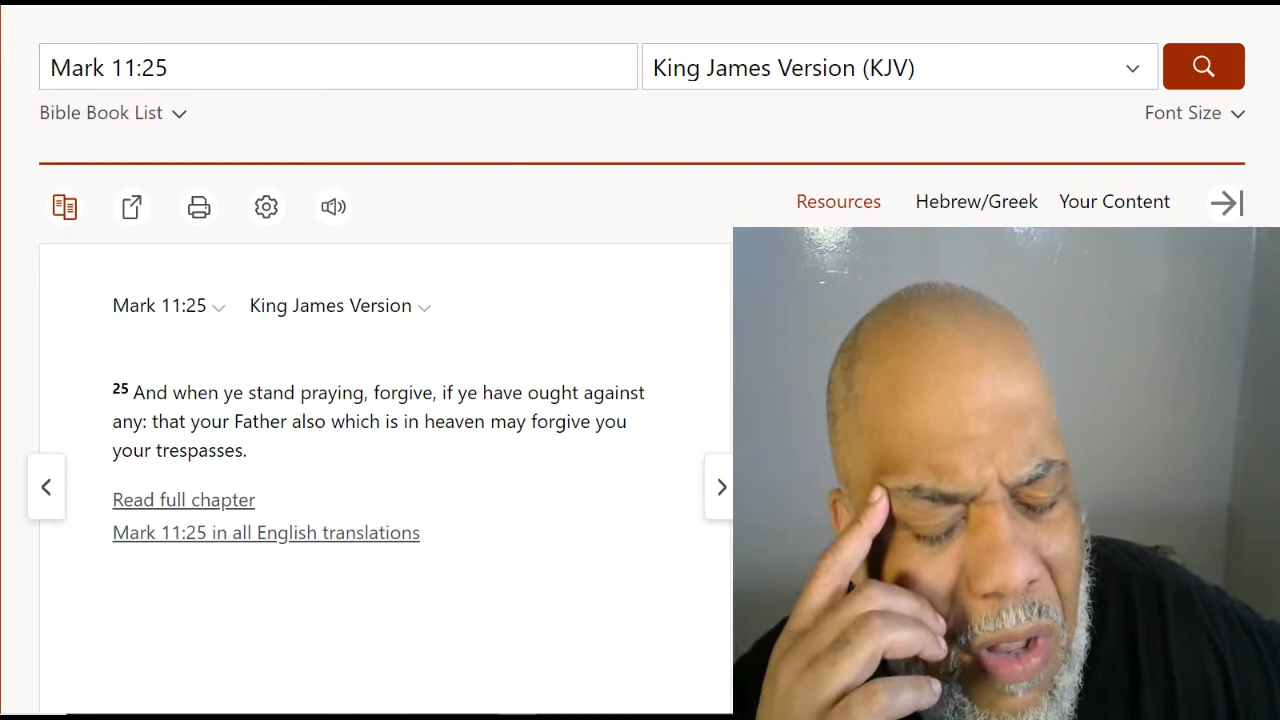 Mark 11:25
King James Version (KJV)
Bible Book List
Font Size
Resources
Hebrew/Greek
Your Content
Mark 11:25
King James Version
25 And when ye stand praying, forgive, if ye have ought against
any: that your Father also which is in heaven may forgive you
your trespasses.
Read full chapter
Mark 11:25 in all English translations